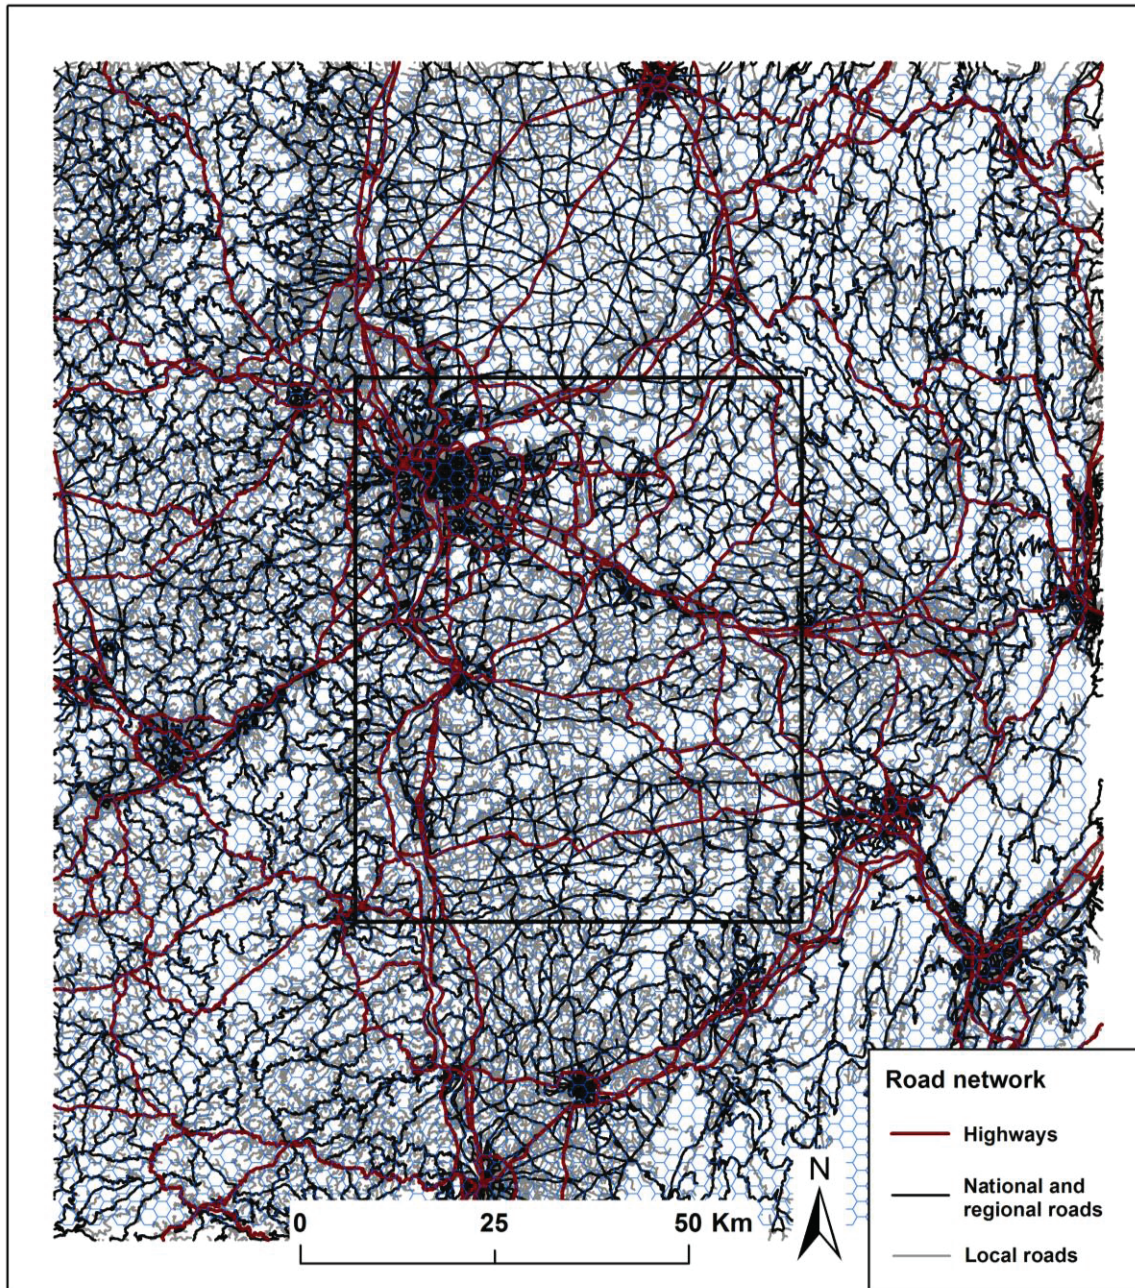 Road network
Highways
National and
regional roads
Local roads
N
0 25 50 Km